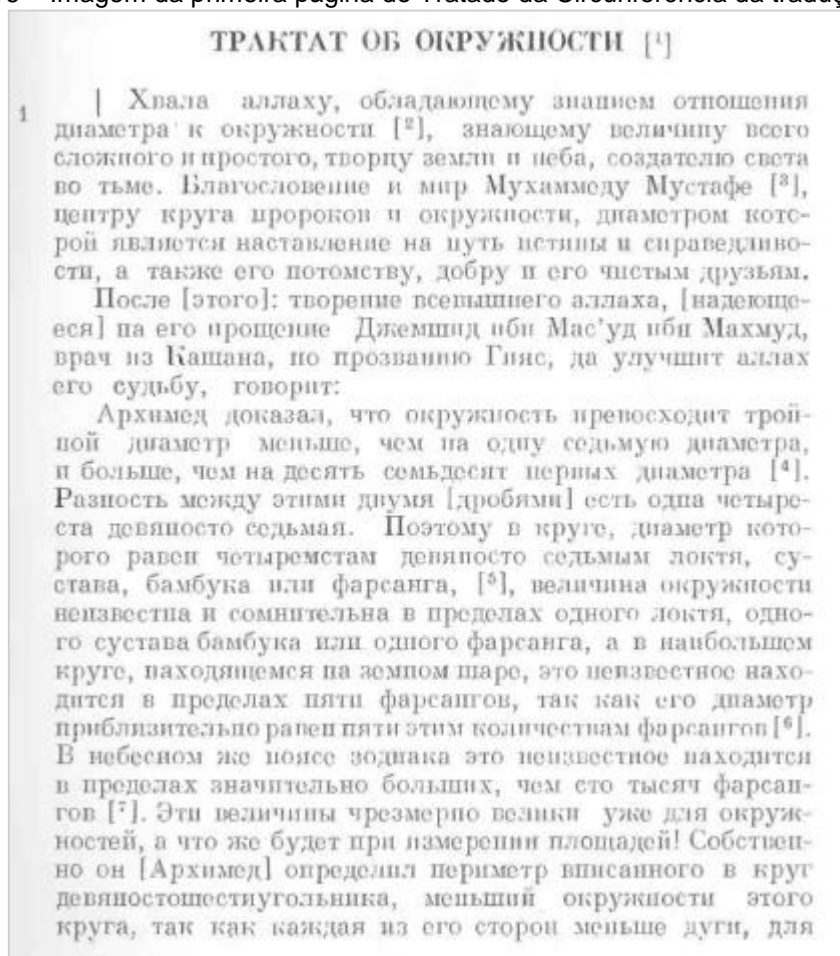 Imagem da primeira página do Tratado da Circunferência da traduç
ТРАКТАТ ОБ ОКРУЖНОСТИ [¹]
1 | Хвала аллаху, обладающему знанием отношения
диаметра к окружности [²], знающему величину всего
сложного и простого, творцу земли и неба, создателю света
во тьме. Благословение и мир Мухаммеду Мустафе [³],
центру круга пророков и окружности, диаметром кото-
рой является наставление на путь истины и справедливо-
сти, а также его потомству, добру и его чистым друзьям.
После [этого]: творение всевышнего аллаха, [надеюще-
еся] на его прощение Джемшид ибн Мас'уд ибн Махмуд,
врач из Кашана, по прозванию Гияс, да улучшит аллах
его судьбу, говорит:
Архимед доказал, что окружность превосходит трой-
ной диаметр меньше, чем на одну седьмую диаметра,
и больше, чем на десять семьдесят первых диаметра [⁴].
Разность между этими двумя [дробями] есть одна четыре-
ста девяносто седьмая. Поэтому в круге, диаметр кото-
рого равен четыремстам девяносто седьмым локтя, су-
става, бамбука или фарсанга, [⁵], величина окружности
неизвестна и сомнительна в пределах одного локтя, одно-
го сустава бамбука или одного фарсанга, а в наибольшем
круге, находящемся на земном шаре, это неизвестное нахо-
дится в пределах пяти фарсангов, так как его диаметр
приблизительно равен пяти этим количествам фарсангов [⁶].
В небесном же поясе зодиака это неизвестное находится
в пределах значительно больших, чем сто тысяч фарсан-
гов [⁷]. Эти величины чрезмерно велики уже для окруж-
ностей, а что же будет при измерении площадей! Собствен-
но он [Архимед] определил периметр вписанного в круг
девяностошестиугольника, меньший окружности этого
круга, так как каждая из его сторон меньше дуги, для